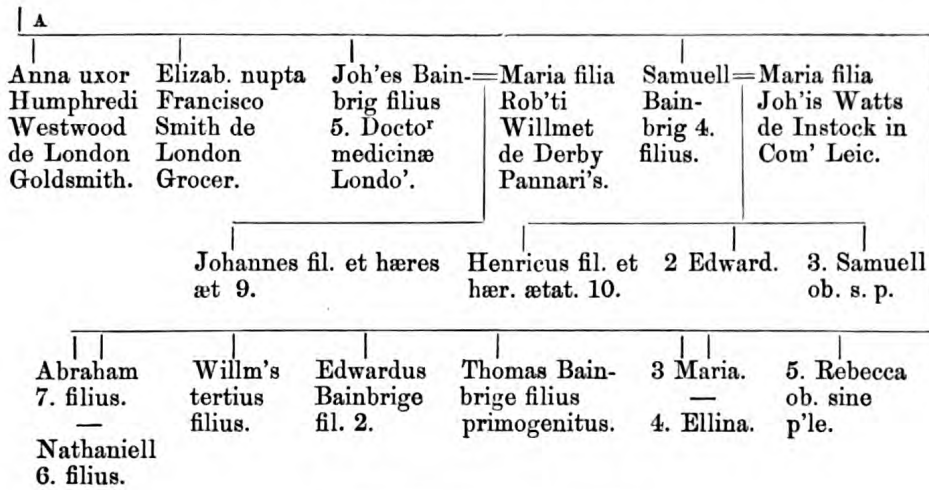 A
Anna uxor
Humphredi
Westwood
de London
Goldsmith.
Elizab. nupta
Francisco
Smith de
London
Grocer.
Joh'es Bain-
brig filius
5. Doctoʳ
medicinæ
Londo'.
Maria filia
Rob'ti
Willmet
de Derby
Pannari's.
Samuell
Bain-
brig 4.
filius.
Maria filia
Joh'is Watts
de Instock in
Com' Leic.
Johannes fil. et hæres
æt 9.
Henricus fil. et
hær. ætat. 10.
2 Edward.
3. Samuell
ob. s. p.
Abraham
7. filius.
—
Nathaniell
6. filius.
Willm's
tertius
filius.
Edwardus
Bainbrige
fil. 2.
Thomas Bain-
brige filius
primogenitus.
3 Maria.
—
4. Ellina.
5. Rebecca
ob. sine
p'le.